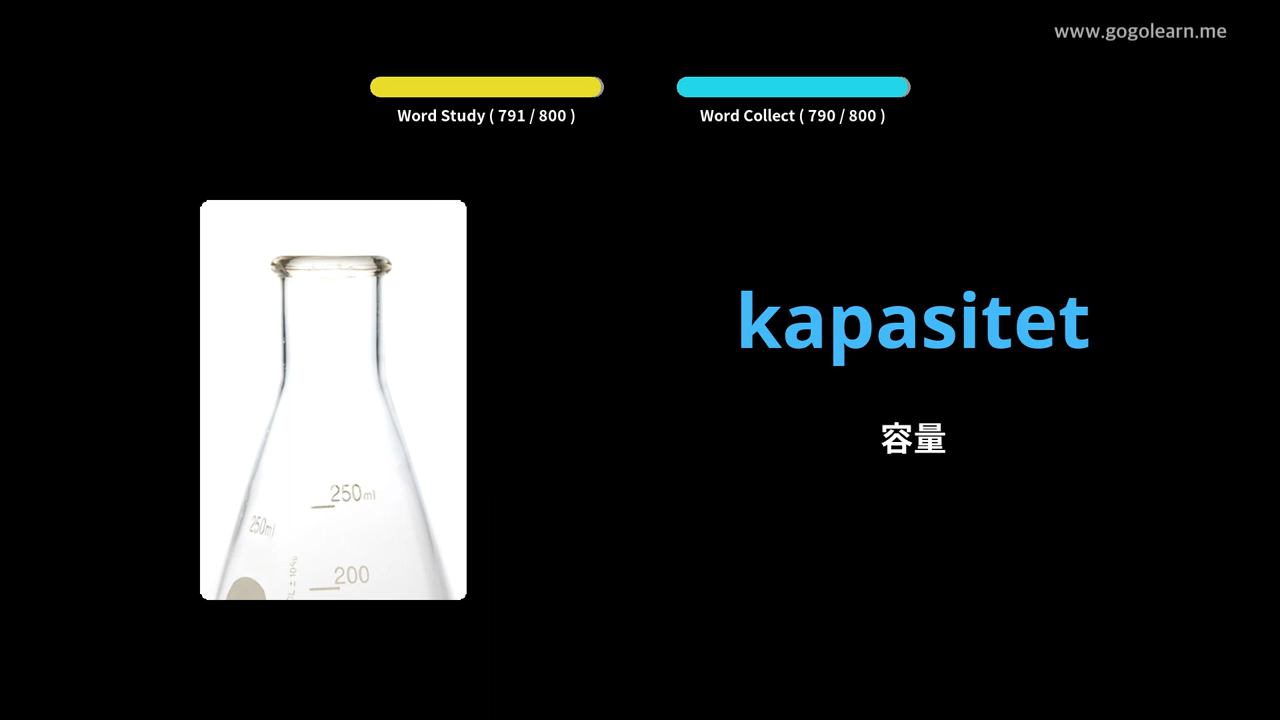 www.gogolearn.me
Word Study ( 791 / 800 )
Word Collect ( 790 / 800 )
kapasitet
容量
250ml
250ml
200